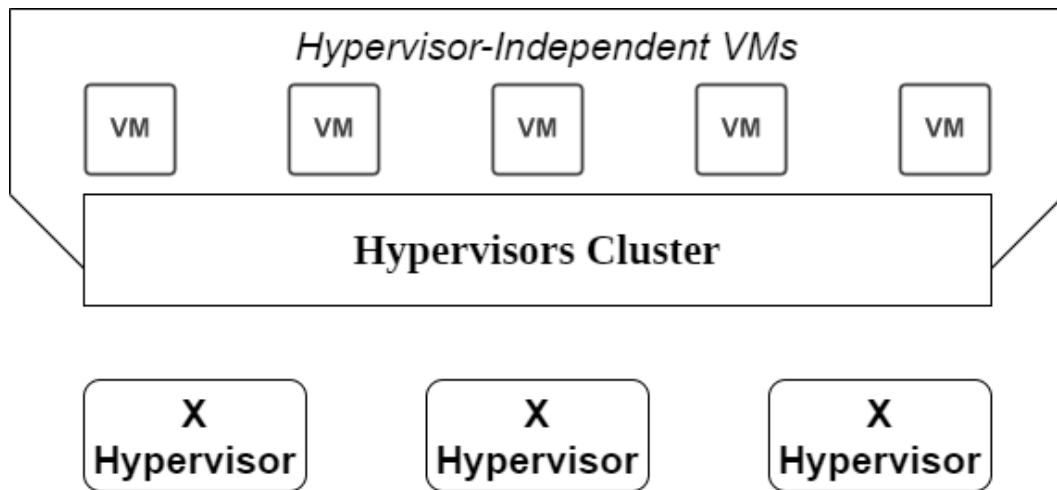 Hypervisor-Independent VMs
VM VM VM VM VM
Hypervisors Cluster
X X X
Hypervisor Hypervisor Hypervisor